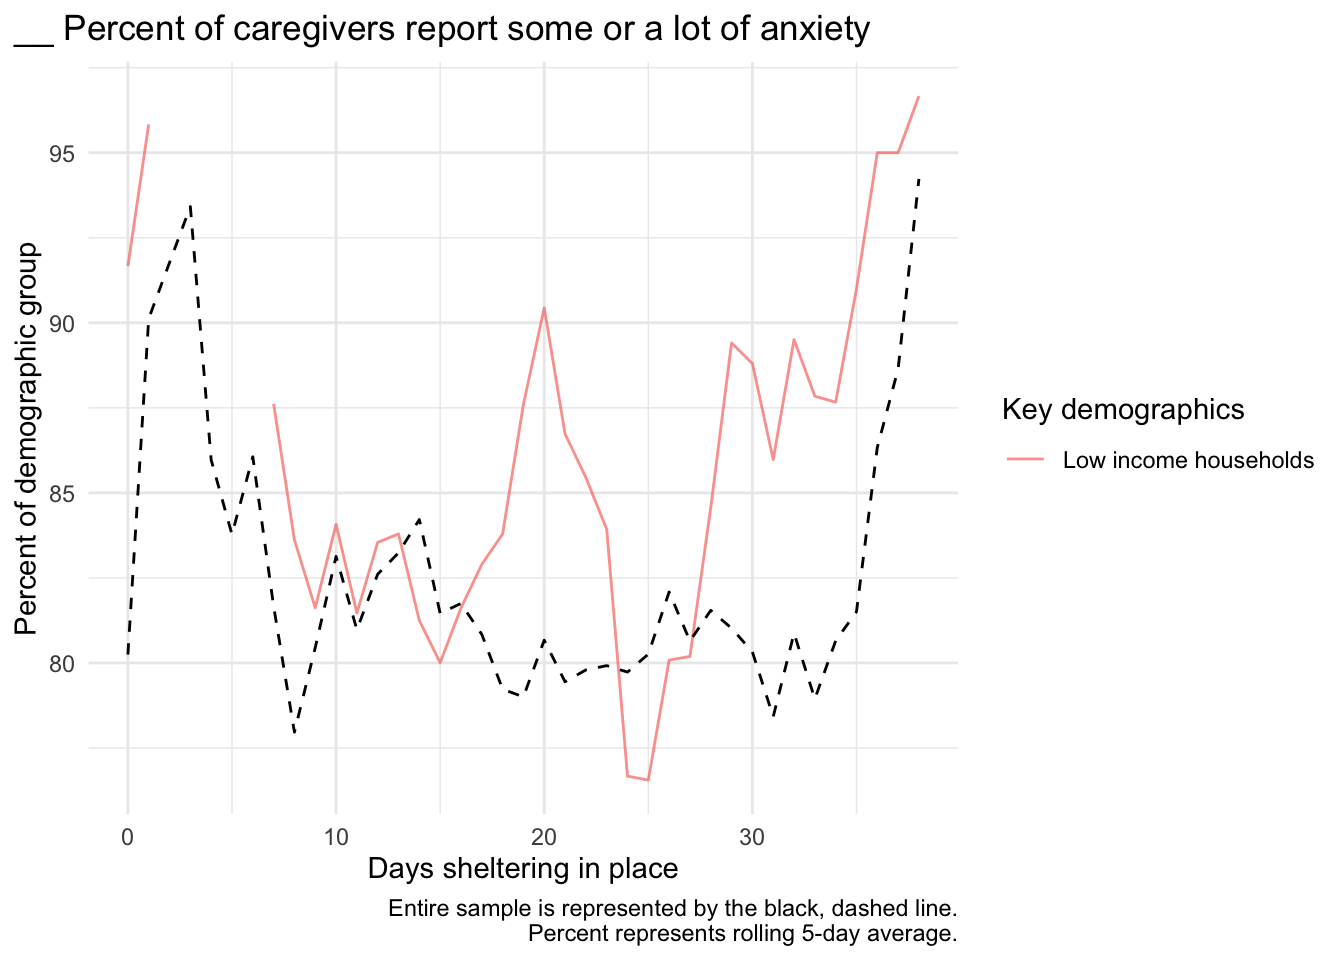 __ Percent of caregivers report some or a lot of anxiety
Percent of demographic group
95
90
85
80
0 10 20 30
Days sheltering in place
Key demographics
Low income households
Entire sample is represented by the black, dashed line.
Percent represents rolling 5-day average.